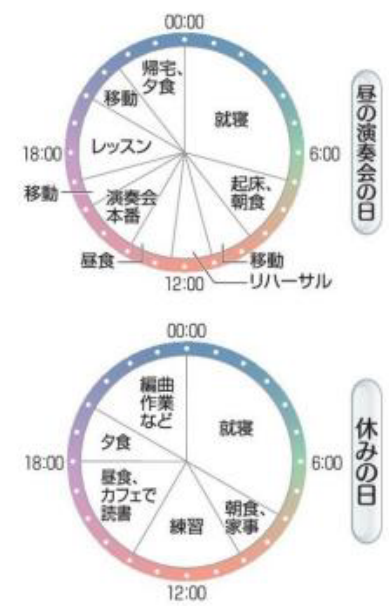 00:00
帰宅、
夕食
移動
就寝
レッスン
18:00
6:00
移動
演奏会
本番
起床、
朝食
昼食
移動
リハーサル
12:00
昼の演奏会の日
00:00
編曲
作業
など
就寝
夕食
18:00
6:00
昼食、
カフェで
読書
練習
朝食、
家事
12:00
休みの日